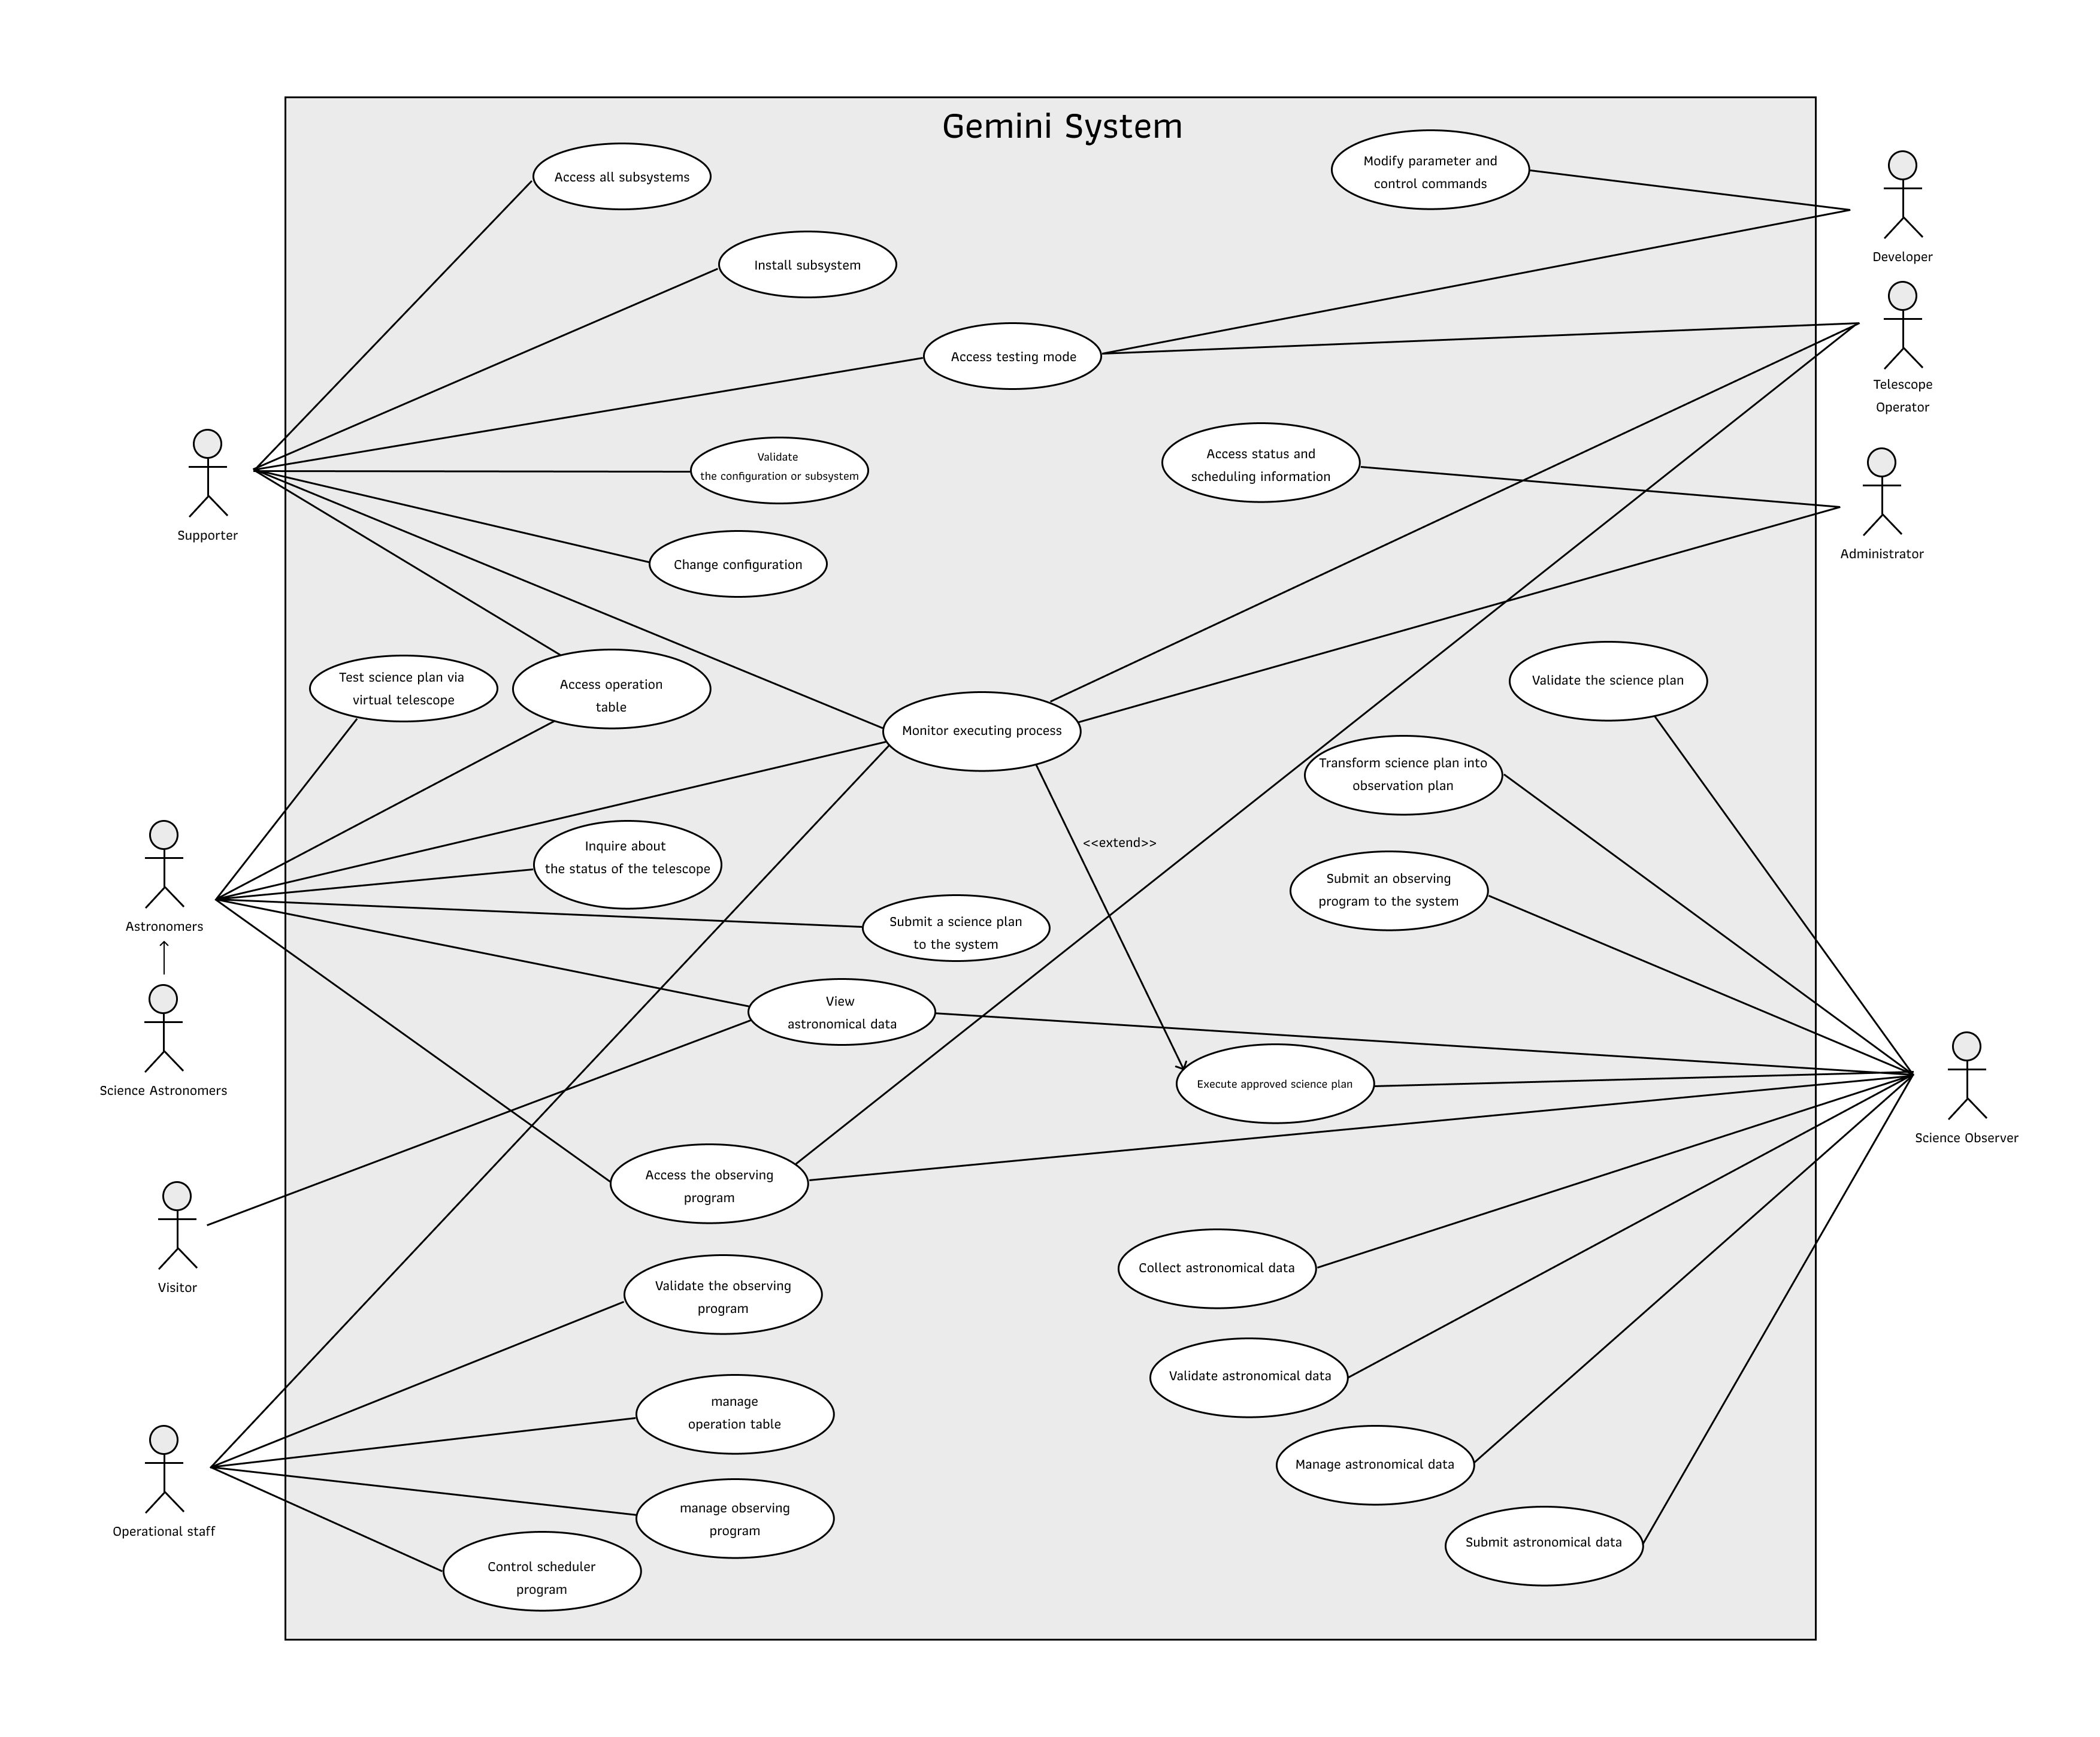 Gemini System
Access all subsystems
Modify parameter and
control commands
Developer
Install subsystem
Access testing mode
Telescope
Operator
Supporter
Validate
the configuration or subsystem
Access status and
scheduling information
Administrator
Change configuration
Test science plan via
virtual telescope
Access operation
table
Monitor executing process
Validate the science plan
Transform science plan into
observation plan
<<extend>>
Inquire about
the status of the telescope
Submit an observing
program to the system
Astronomers
Submit a science plan
to the system
View
astronomical data
Science Astronomers
Execute approved science plan
Science Observer
Access the observing
program
Visitor
Collect astronomical data
Validate the observing
program
Validate astronomical data
manage
operation table
Manage astronomical data
Operational staff
manage observing
program
Submit astronomical data
Control scheduler
program